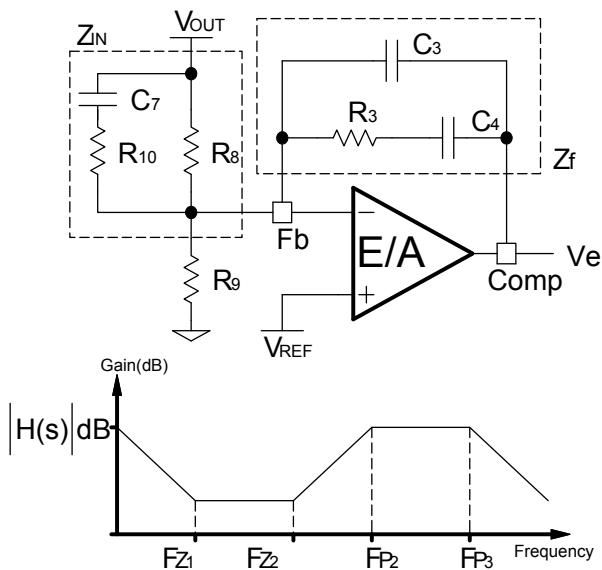 ZIN
VOUT
C7
R10
R8
R9
C3
R3
C4
Zf
Fb
E/A
−
+
Ve
Comp
VREF
Gain(dB)
|H(s)|dB
FZ1
FZ2
FP2
FP3
Frequency